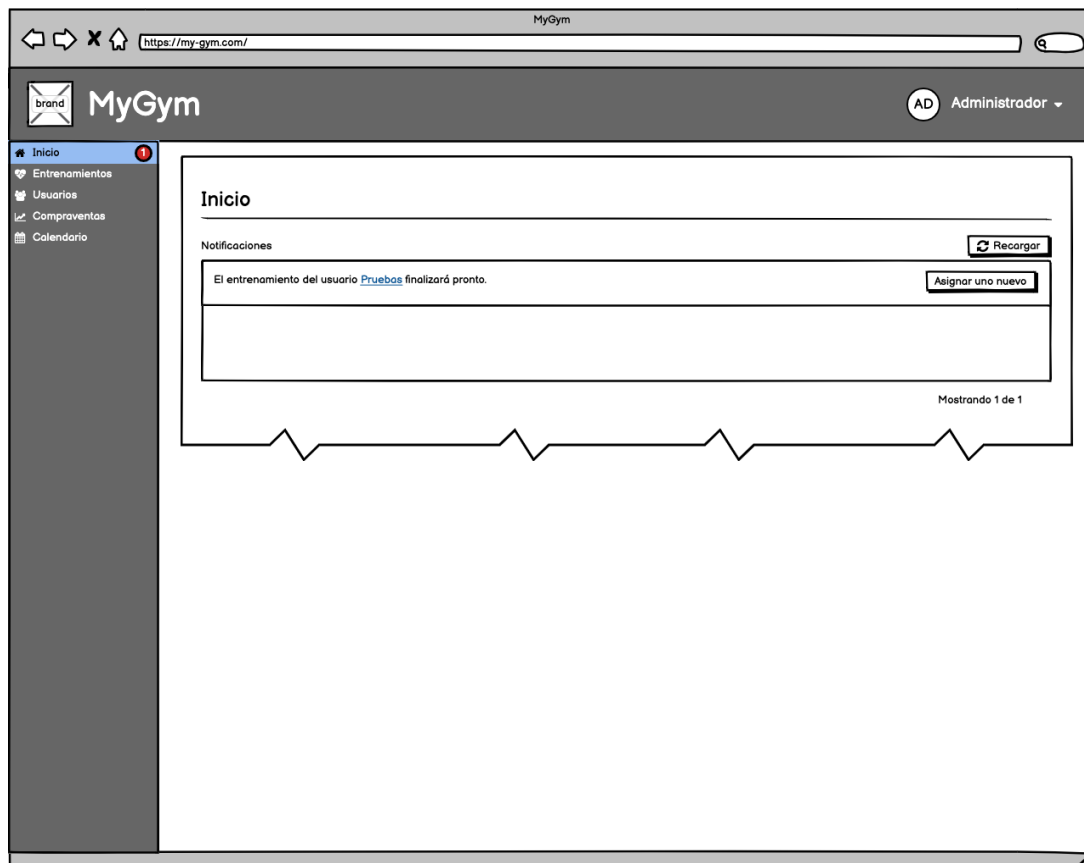 MyGym
https://my-gym.com/
brand
MyGym
AD
Administrador
Inicio
1
Entrenamientos
Usuarios
Compraventas
Calendario
Inicio
Notificaciones
Recargar
El entrenamiento del usuario Pruebas finalizará pronto.
Asignar uno nuevo
Mostrando 1 de 1